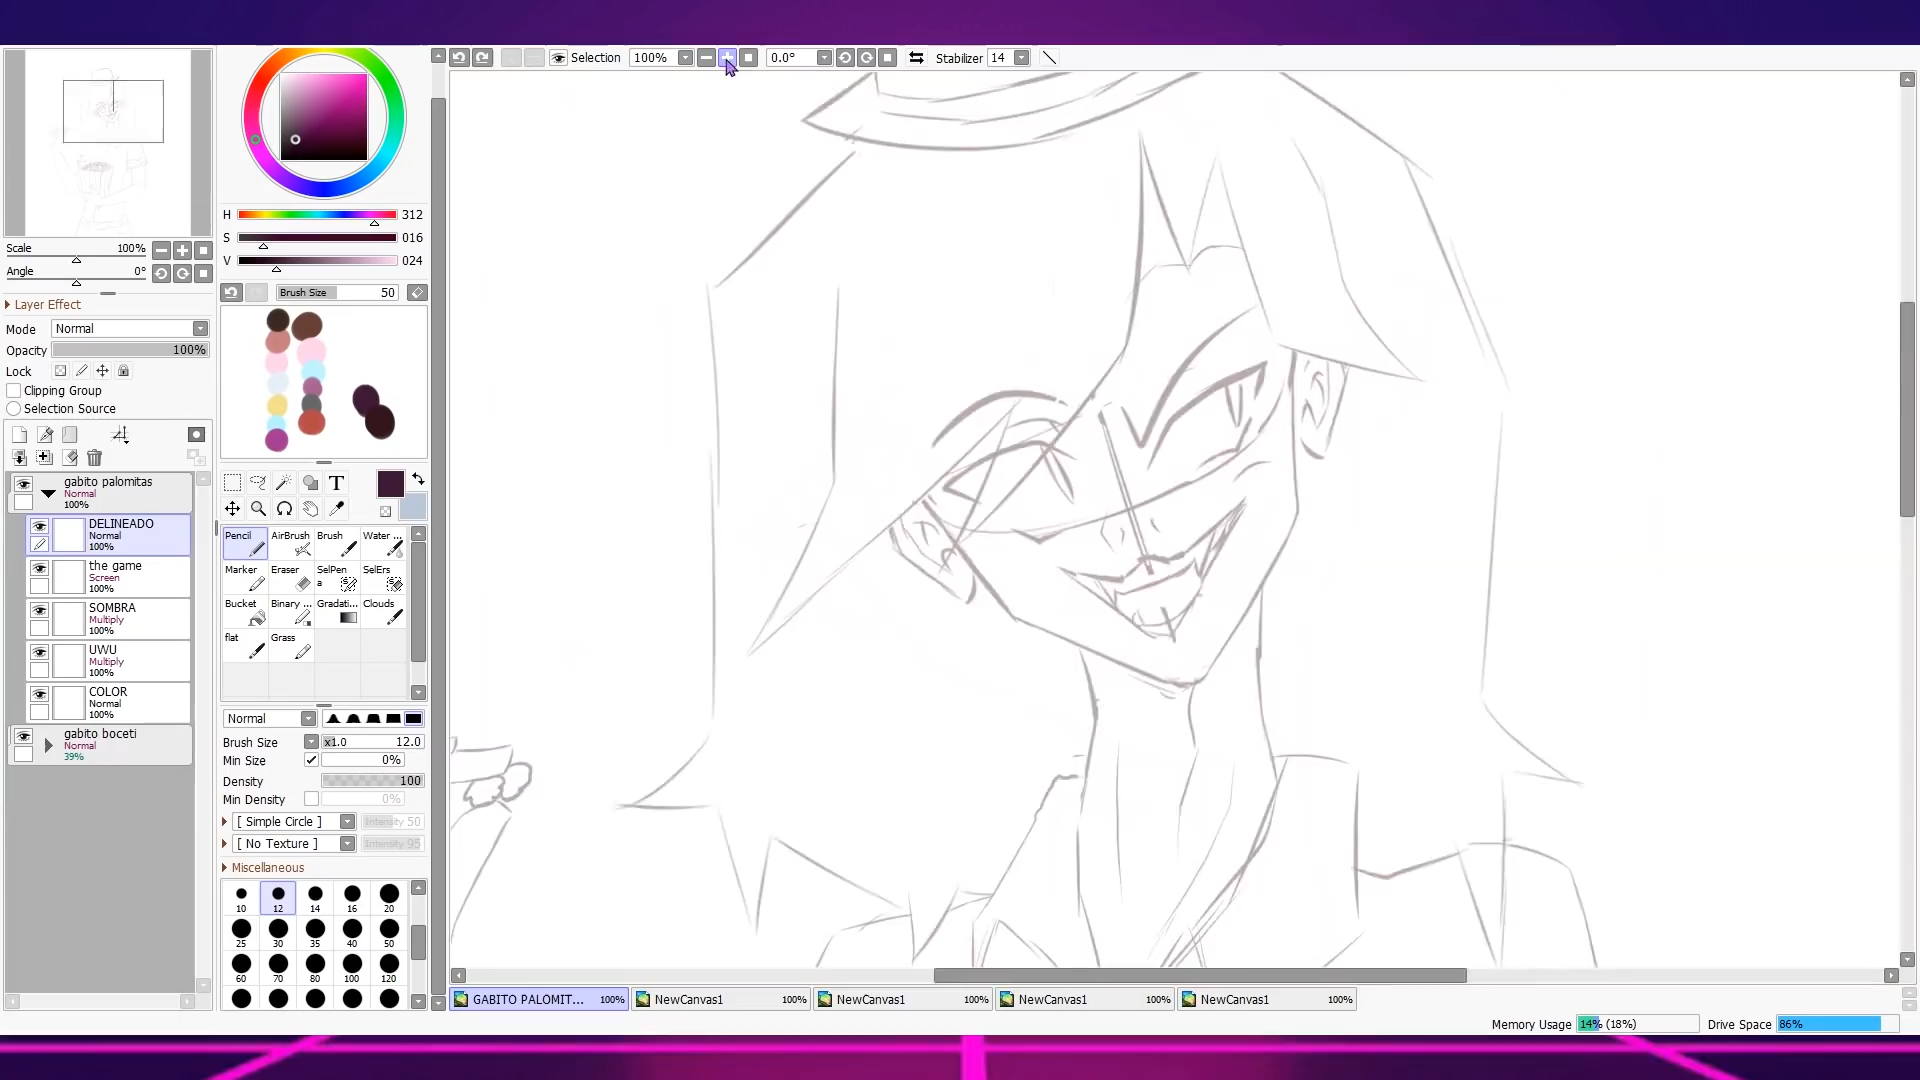 Selection 100% 0.0° Stabilizer 14
Scale 100%
Angle 0°
Layer Effect
Mode Normal
Opacity 100%
Lock
Clipping Group
Selection Source
gabito palomitas
Normal
100%
DELINEADO
Normal
100%
the game
Screen
100%
SOMBRA
Multiply
100%
UWU
Multiply
100%
COLOR
Normal
100%
gabito boceti
Normal
39%
H 312
S 016
V 024
Brush Size 50
T
Pencil AirBrush Brush Water ...
Marker Eraser SelPen SelErs
a
Bucket Binary ... Gradati... Clouds
flat Grass
Normal
Brush Size x1.0 12.0
Min Size 0%
Density 100
Min Density 0%
[ Simple Circle ] Intensity 50
[ No Texture ] Intensity 95
Miscellaneous
10 12 14 16 20
25 30 35 40 50
60 70 80 100 120
GABITO PALOMIT... 100% NewCanvas1 100% NewCanvas1 100% NewCanvas1 100% NewCanvas1 100%
Memory Usage 14% (18%) Drive Space 86%